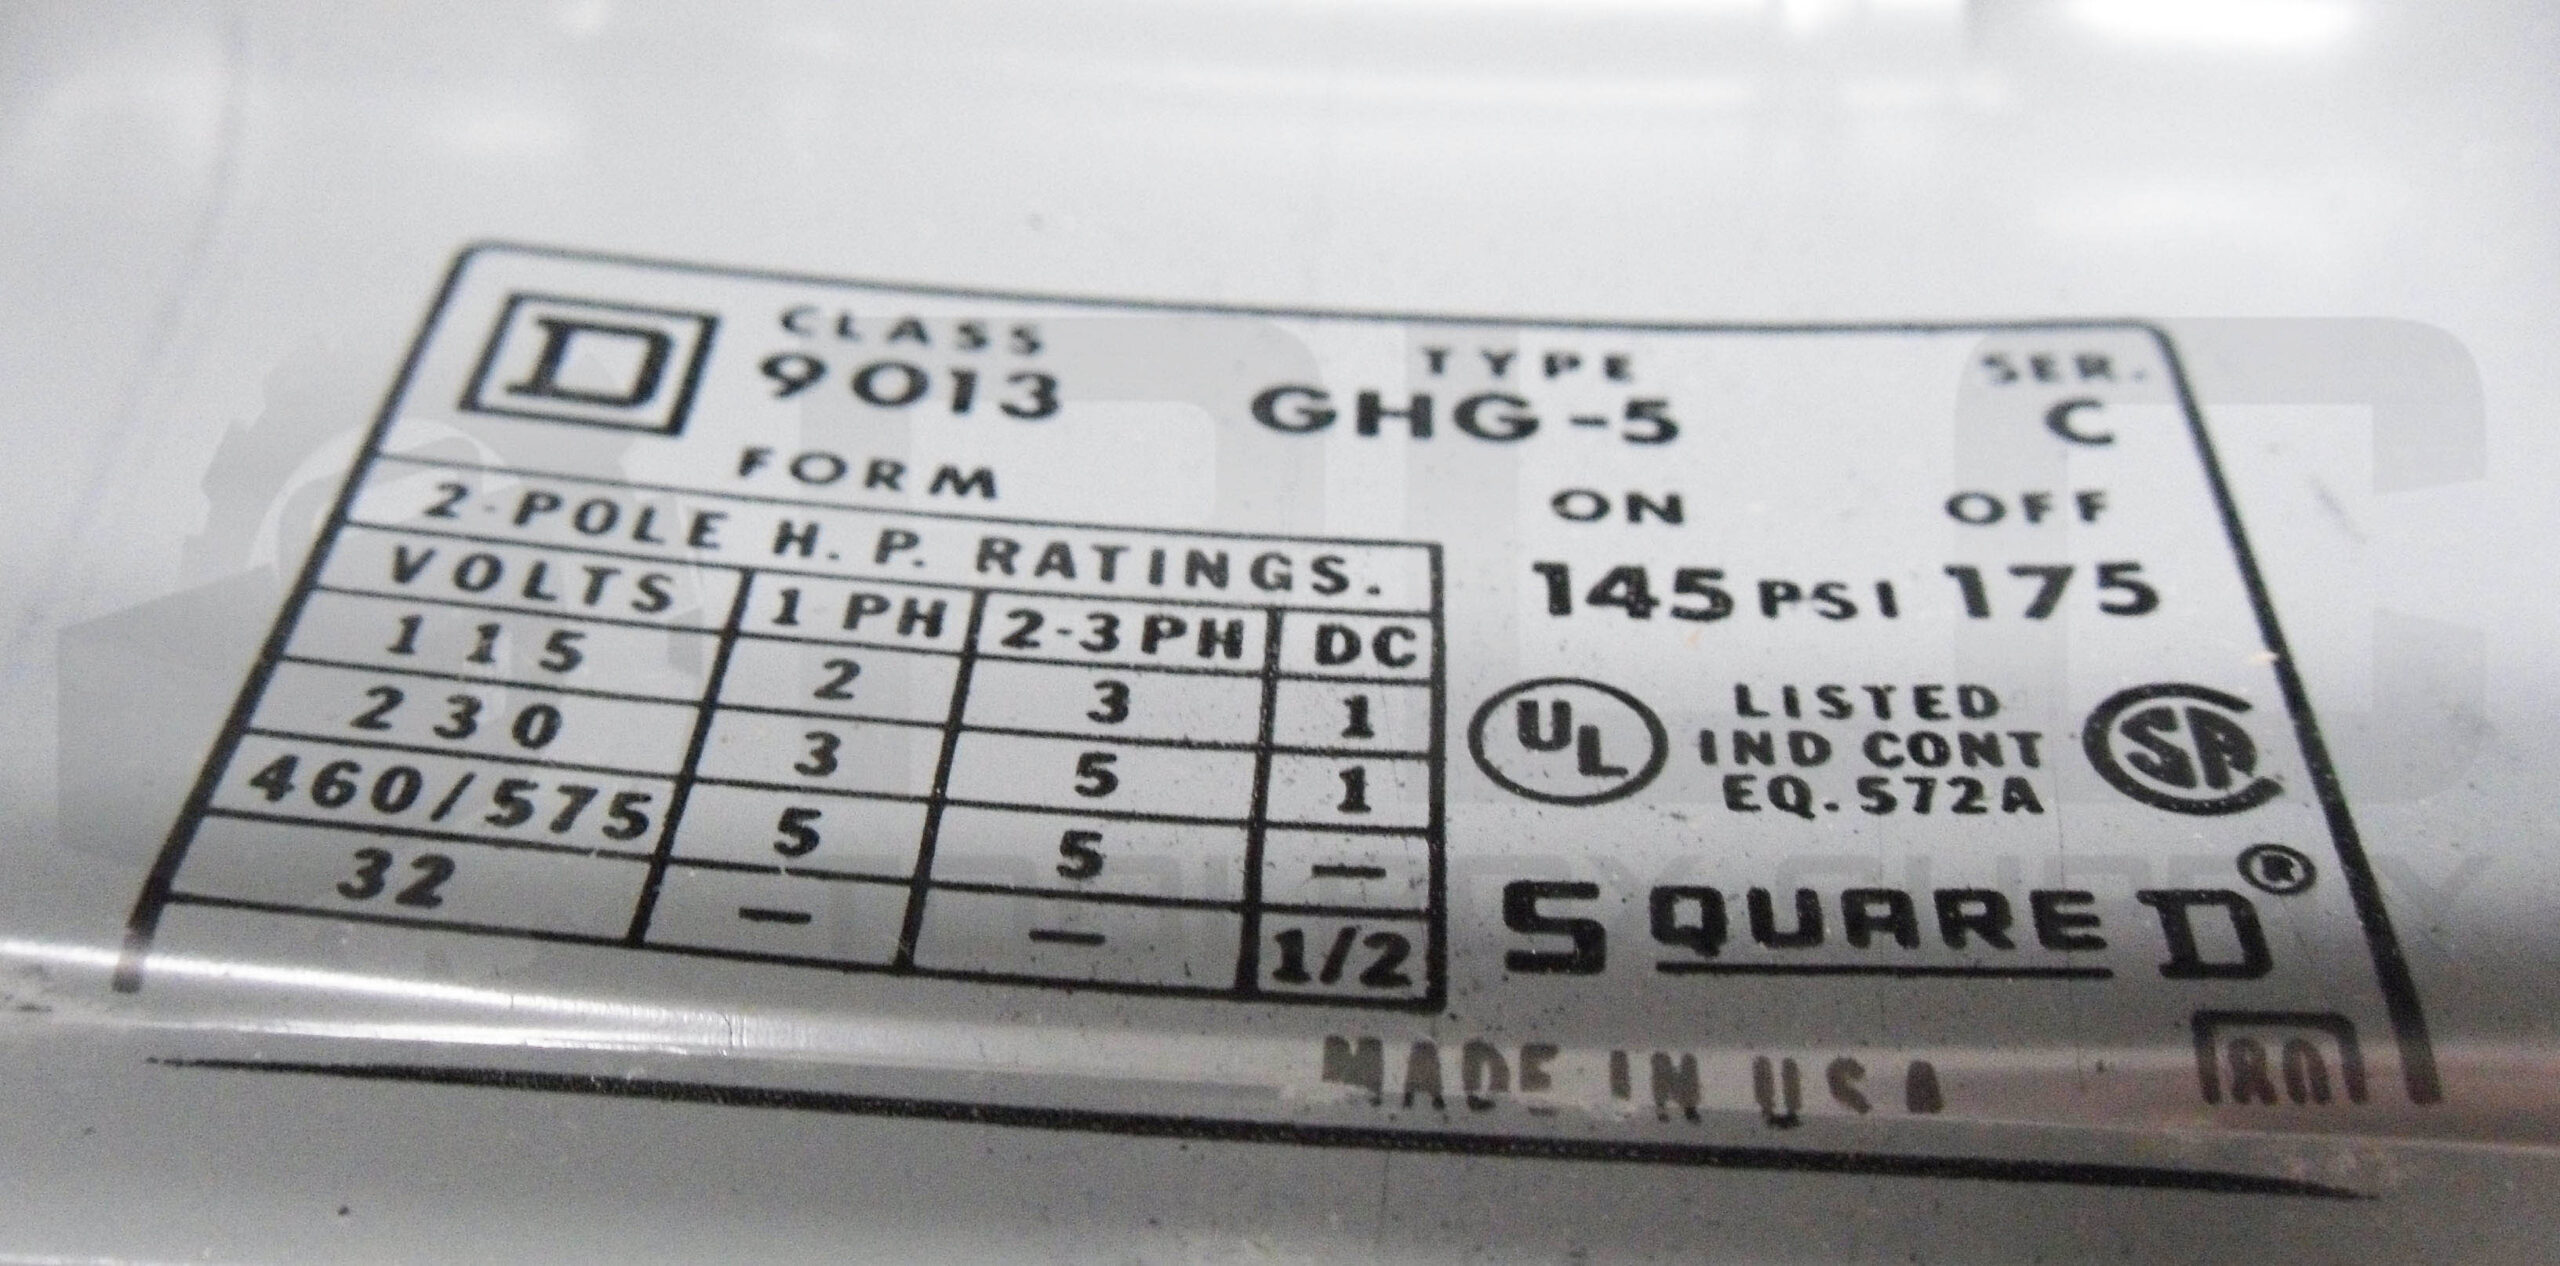 D CLASS TYPE SER.
9013 GHG-5 C
FORM
ON OFF
145 PSI 175
2-POLE H. P. RATINGS.
VOLTS 1 PH 2-3PH DC
115 2 3 1
230 3 5 1
460/575 5 5 —
32 — — 1/2
UL LISTED
IND CONT
EQ. 572A
SA
SQUARE D®
MADE IN USA